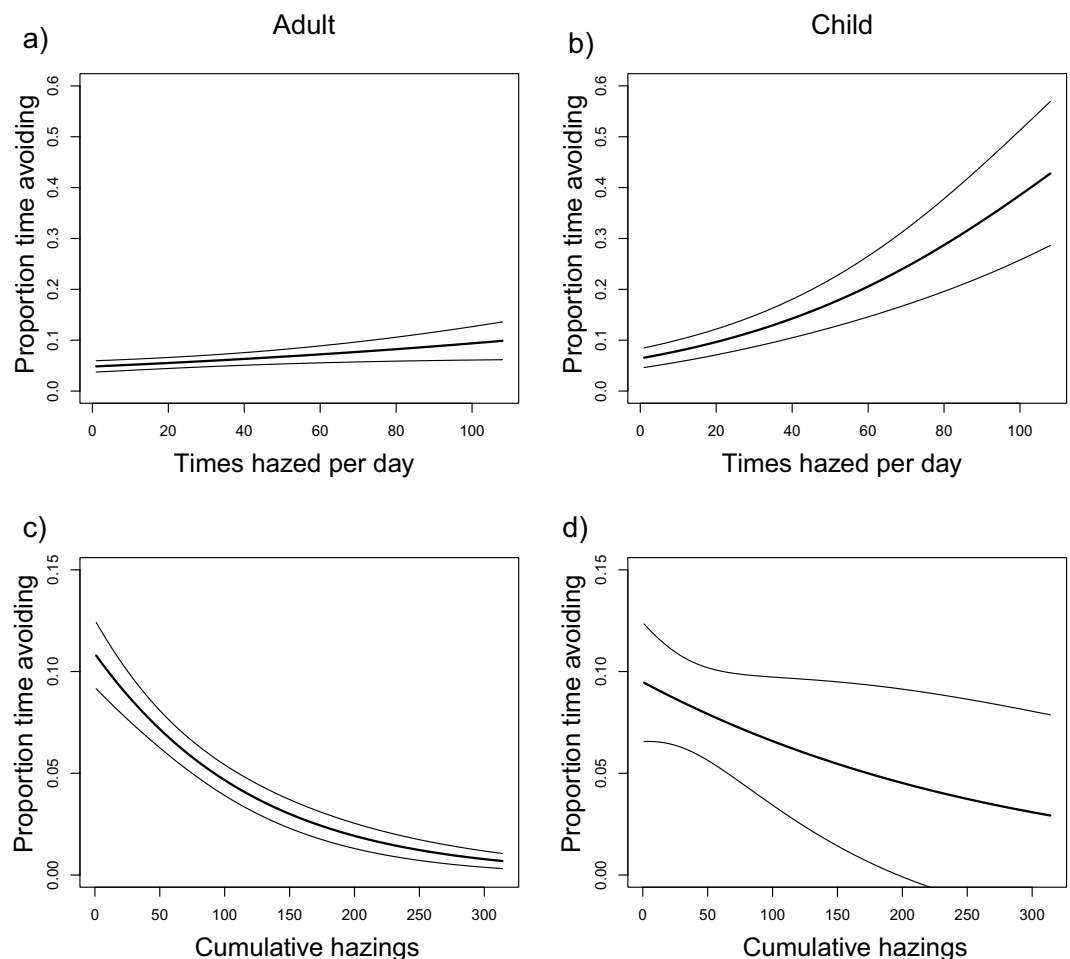 Adult
Child
a)
b)
Proportion time avoiding
0.0 0.1 0.2 0.3 0.4 0.5 0.6
0 20 40 60 80 100
Times hazed per day
Proportion time avoiding
0.0 0.1 0.2 0.3 0.4 0.5 0.6
0 20 40 60 80 100
Times hazed per day
c)
d)
Proportion time avoiding
0.00 0.05 0.10 0.15
0 50 100 150 200 250 300
Cumulative hazings
Proportion time avoiding
0.00 0.05 0.10 0.15
0 50 100 150 200 250 300
Cumulative hazings